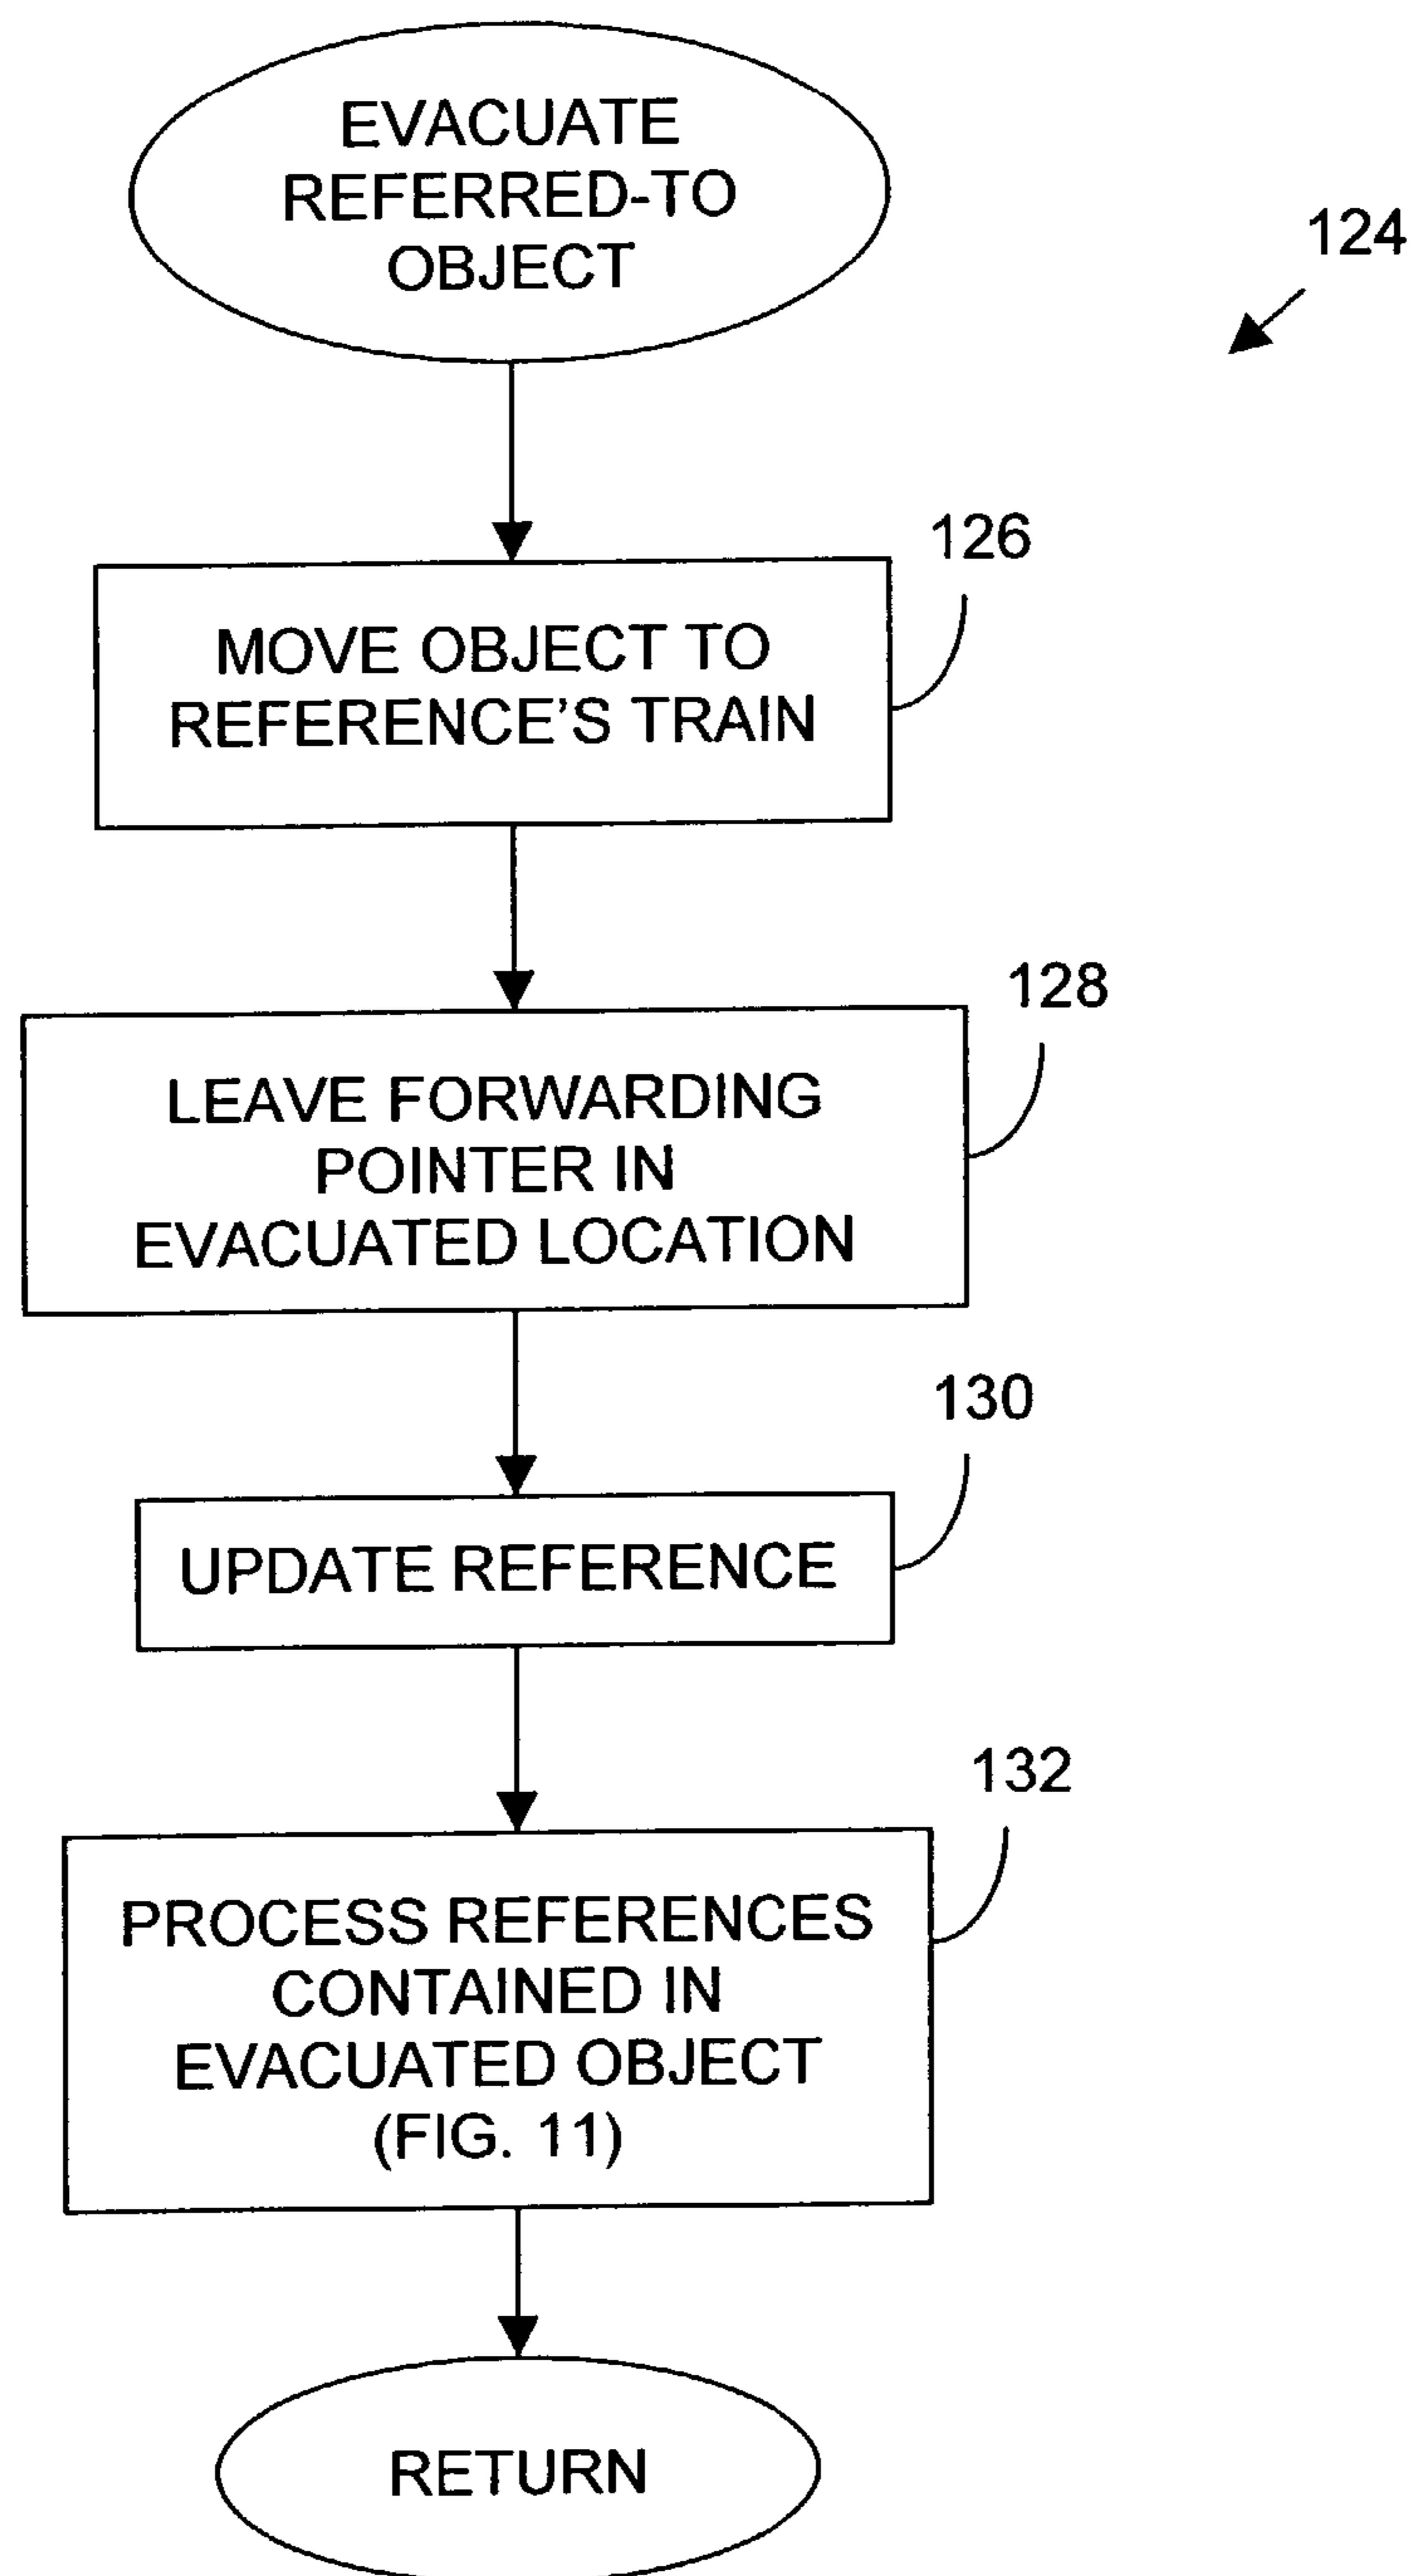 EVACUATE
REFERRED-TO
OBJECT
124
126
MOVE OBJECT TO
REFERENCE'S TRAIN
128
LEAVE FORWARDING
POINTER IN
EVACUATED LOCATION
130
UPDATE REFERENCE
132
PROCESS REFERENCES
CONTAINED IN
EVACUATED OBJECT
(FIG. 11)
RETURN